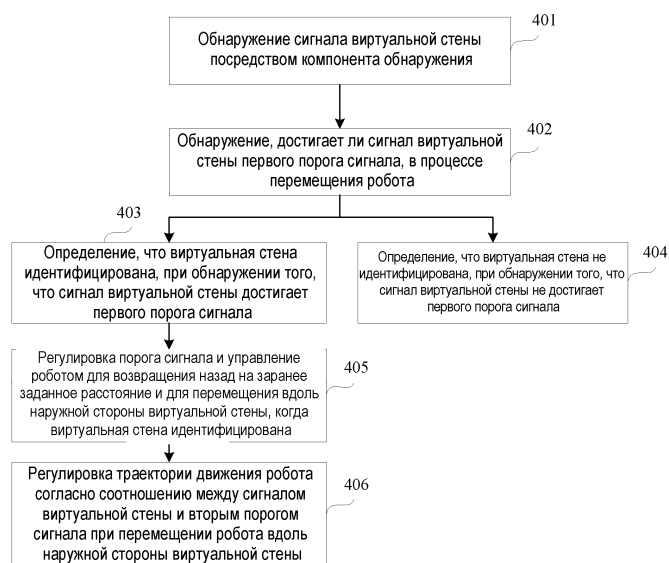 401
Обнаружение сигнала виртуальной стены
посредством компонента обнаружения
402
Обнаружение, достигает ли сигнал виртуальной
стены первого порога сигнала, в процессе
перемещения робота
403
Определение, что виртуальная стена
идентифицирована, при обнаружении того,
что сигнал виртуальной стены достигает
первого порога сигнала
404
Определение, что виртуальная стена не
идентифицирована, при обнаружении того, что
сигнал виртуальной стены не достигает
первого порога сигнала
405
Регулировка порога сигнала и управление
роботом для возвращения назад на заранее
заданное расстояние и для перемещения вдоль
наружной стороны виртуальной стены, когда
виртуальная стена идентифицирована
406
Регулировка траектории движения робота
согласно соотношению между сигналом
виртуальной стены и вторым порогом
сигнала при перемещении робота вдоль
наружной стороны виртуальной стены